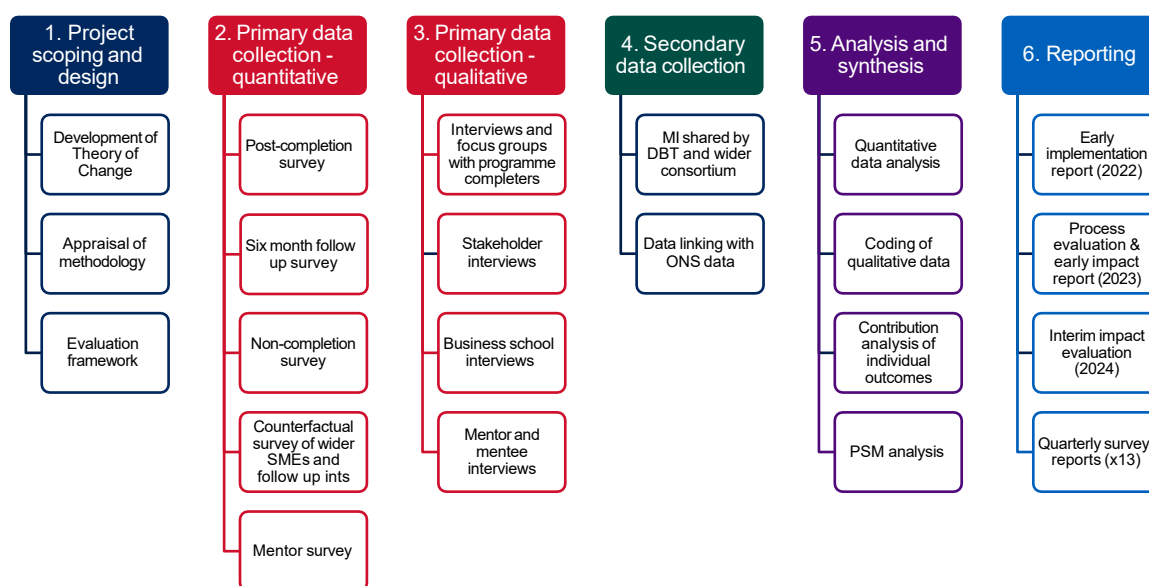 1. Project
scoping and
design
Development of
Theory of
Change
Appraisal of
methodology
Evaluation
framework
2. Primary data
collection -
quantitative
Post-completion
survey
Six month follow
up survey
Non-completion
survey
Counterfactual
survey of wider
SMEs and
follow up ints
Mentor survey
3. Primary data
collection -
qualitative
Interviews and
focus groups
with programme
completers
Stakeholder
interviews
Business school
interviews
Mentor and
mentee
interviews
4. Secondary
data collection
MI shared by
DBT and wider
consortium
Data linking with
ONS data
5. Analysis and
synthesis
Quantitative
data analysis
Coding of
qualitative data
Contribution
analysis of
individual
outcomes
PSM analysis
6. Reporting
Early
implementation
report (2022)
Process
evaluation &
early impact
report (2023)
Interim impact
evaluation
(2024)
Quarterly survey
reports (x13)